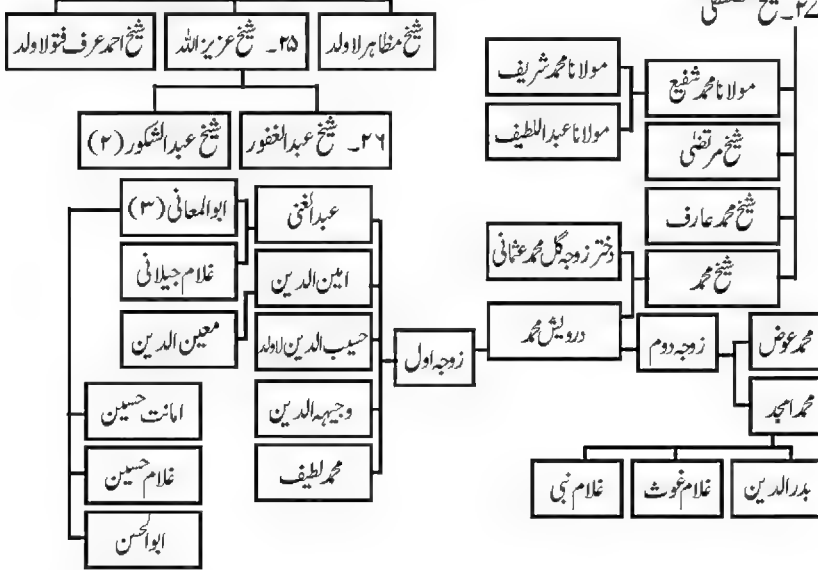 ۲۲۔ شیخ
شیخ مظاہر لاولد
۲۵۔ شیخ عزیز اللہ
شیخ احمد عرف فتو لاولد
۲۶۔ شیخ عبدالغفور
شیخ عبدالشکور (۲)
مولانا محمد شفیع
مولانا محمد شریف
مولانا عبداللطیف
شیخ مرتضیٰ
شیخ محمد عارف
شیخ محمد
دختر زوجہ گل محمد عثمانی
درویش محمد
زوجہ دوم
محمد عوض
محمد امجد
بدرالدین
غلام غوث
غلام نبی
زوجہ اول
عبدالغنی
امین الدین
حسیب الدین لاولد
وجیہہ الدین
محمد لطیف
ابوالمعانی (۳)
غلام جیلانی
معین الدین
امانت حسین
غلام حسین
ابوالحسن